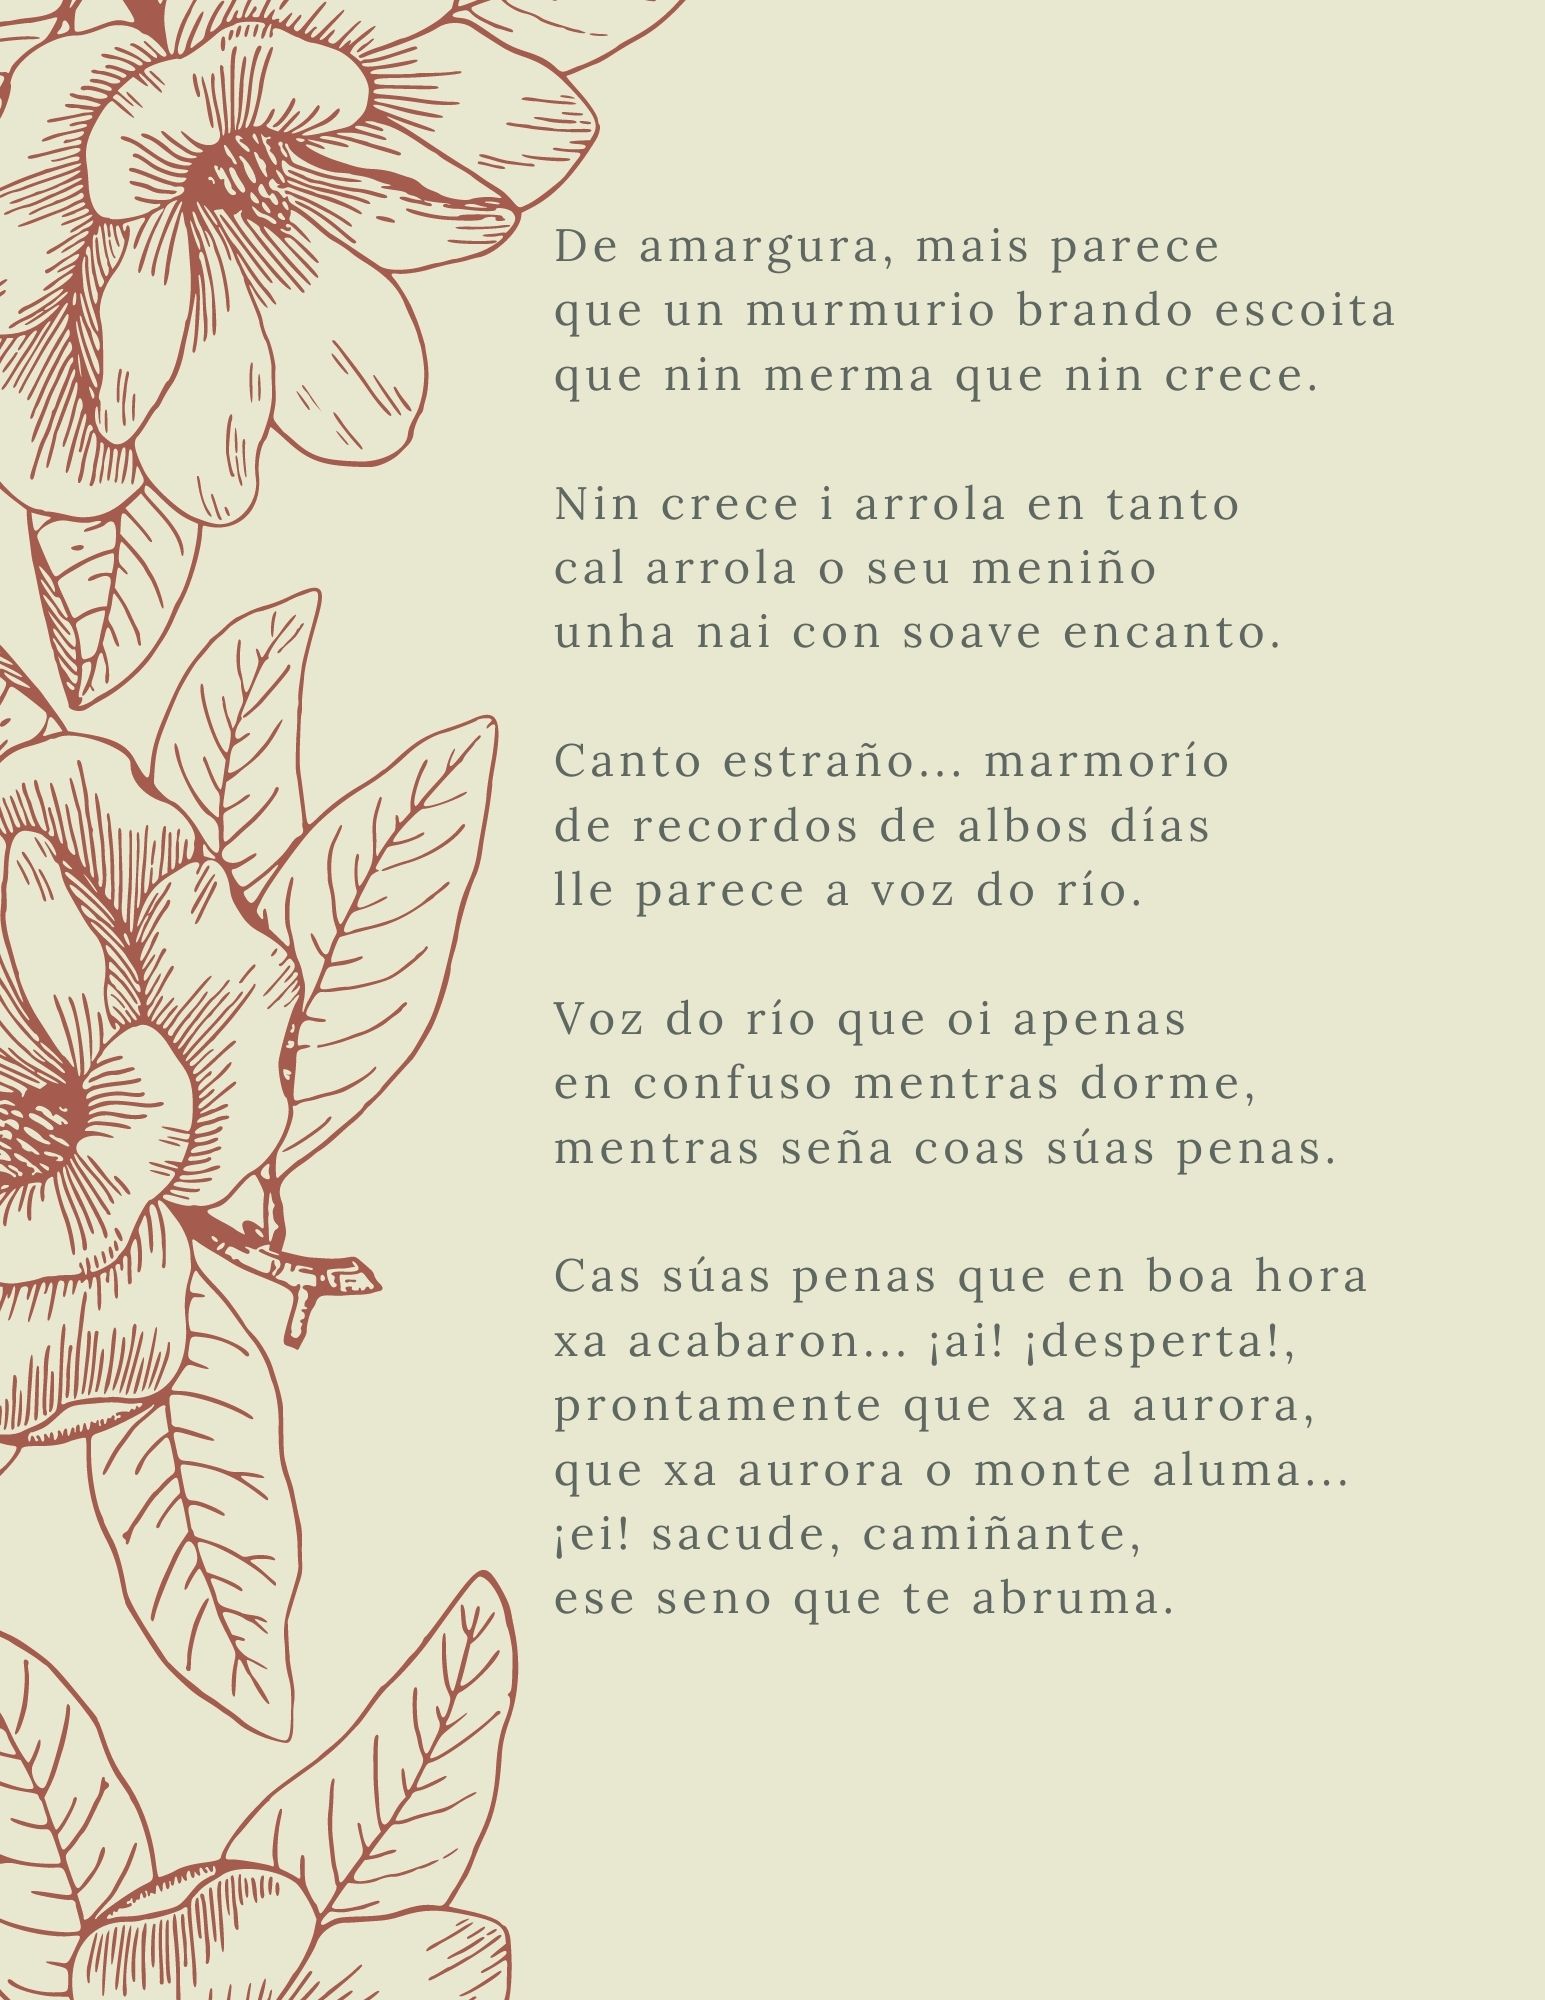 De amargura, mais parece
que un murmurio brando escoita
que nin merma que nin crece.
Nin crece i arrola en tanto
cal arrola o seu meniño
unha nai con soave encanto.
Canto estraño... marmorío
de recordos de albos días
lle parece a voz do río.
Voz do río que oi apenas
en confuso mentras dorme,
mentras seña coas súas penas.
Cas súas penas que en boa hora
xa acabaron... ¡ai! ¡desperta!,
prontamente que xa a aurora,
que xa aurora o monte aluma...
¡ei! sacude, camiñante,
ese seno que te abruma.